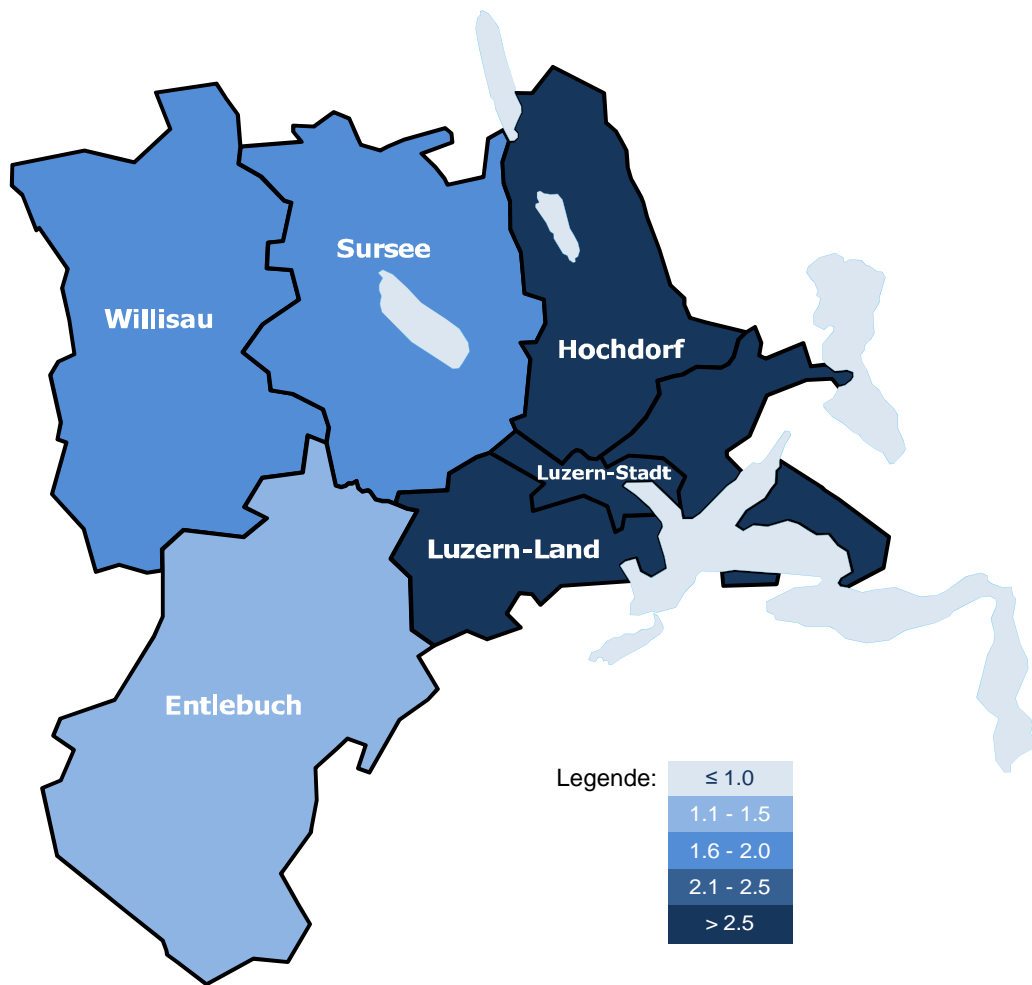 Sursee
Willisau
Hochdorf
Luzern-Stadt
Luzern-Land
Entlebuch
Legende:
≤ 1.0
1.1 - 1.5
1.6 - 2.0
2.1 - 2.5
> 2.5